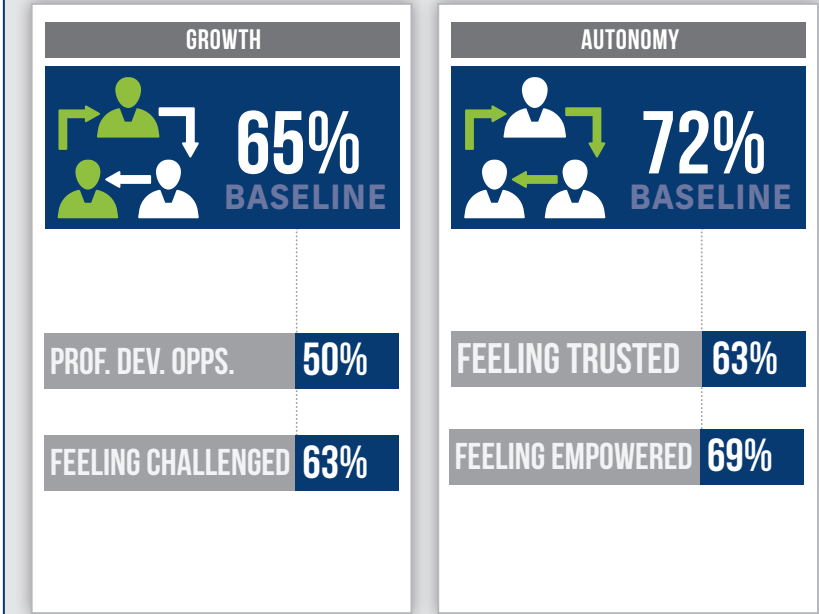 GROWTH
65%
BASELINE
PROF. DEV. OPPS. 50%
FEELING CHALLENGED 63%
AUTONOMY
72%
BASELINE
FEELING TRUSTED 63%
FEELING EMPOWERED 69%